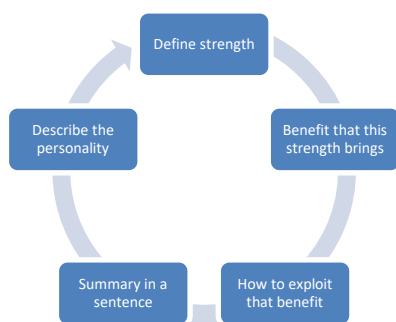 Define strength
Benefit that this
strength brings
How to exploit
that benefit
Summary in a
sentence
Describe the
personality